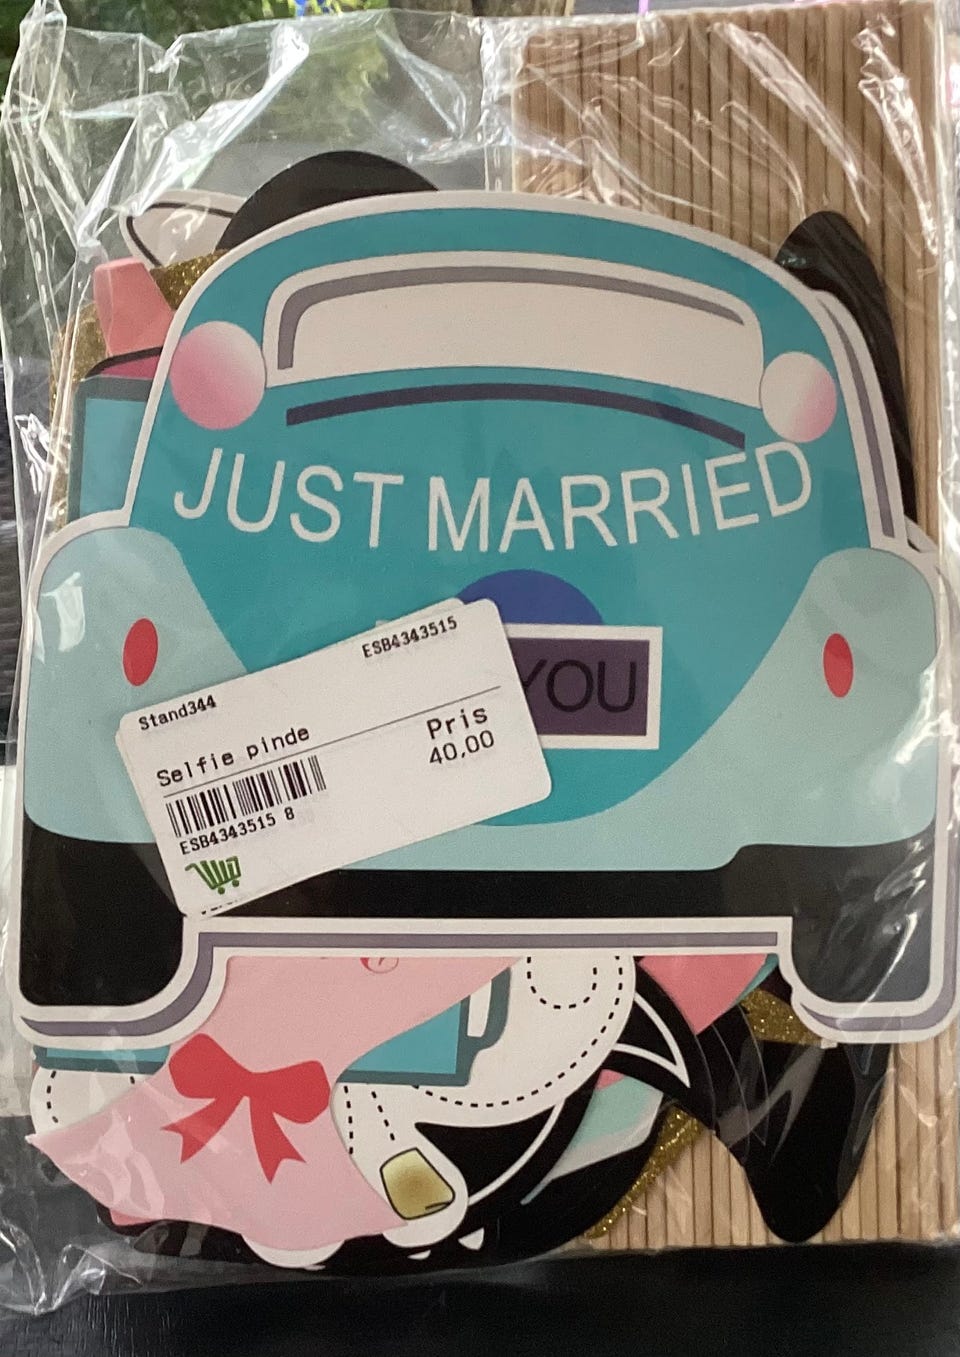 JUST MARRIED
YOU
ESB4343515
Stand344
Selfie pinde
Pris
40,00
ESB4343515 8